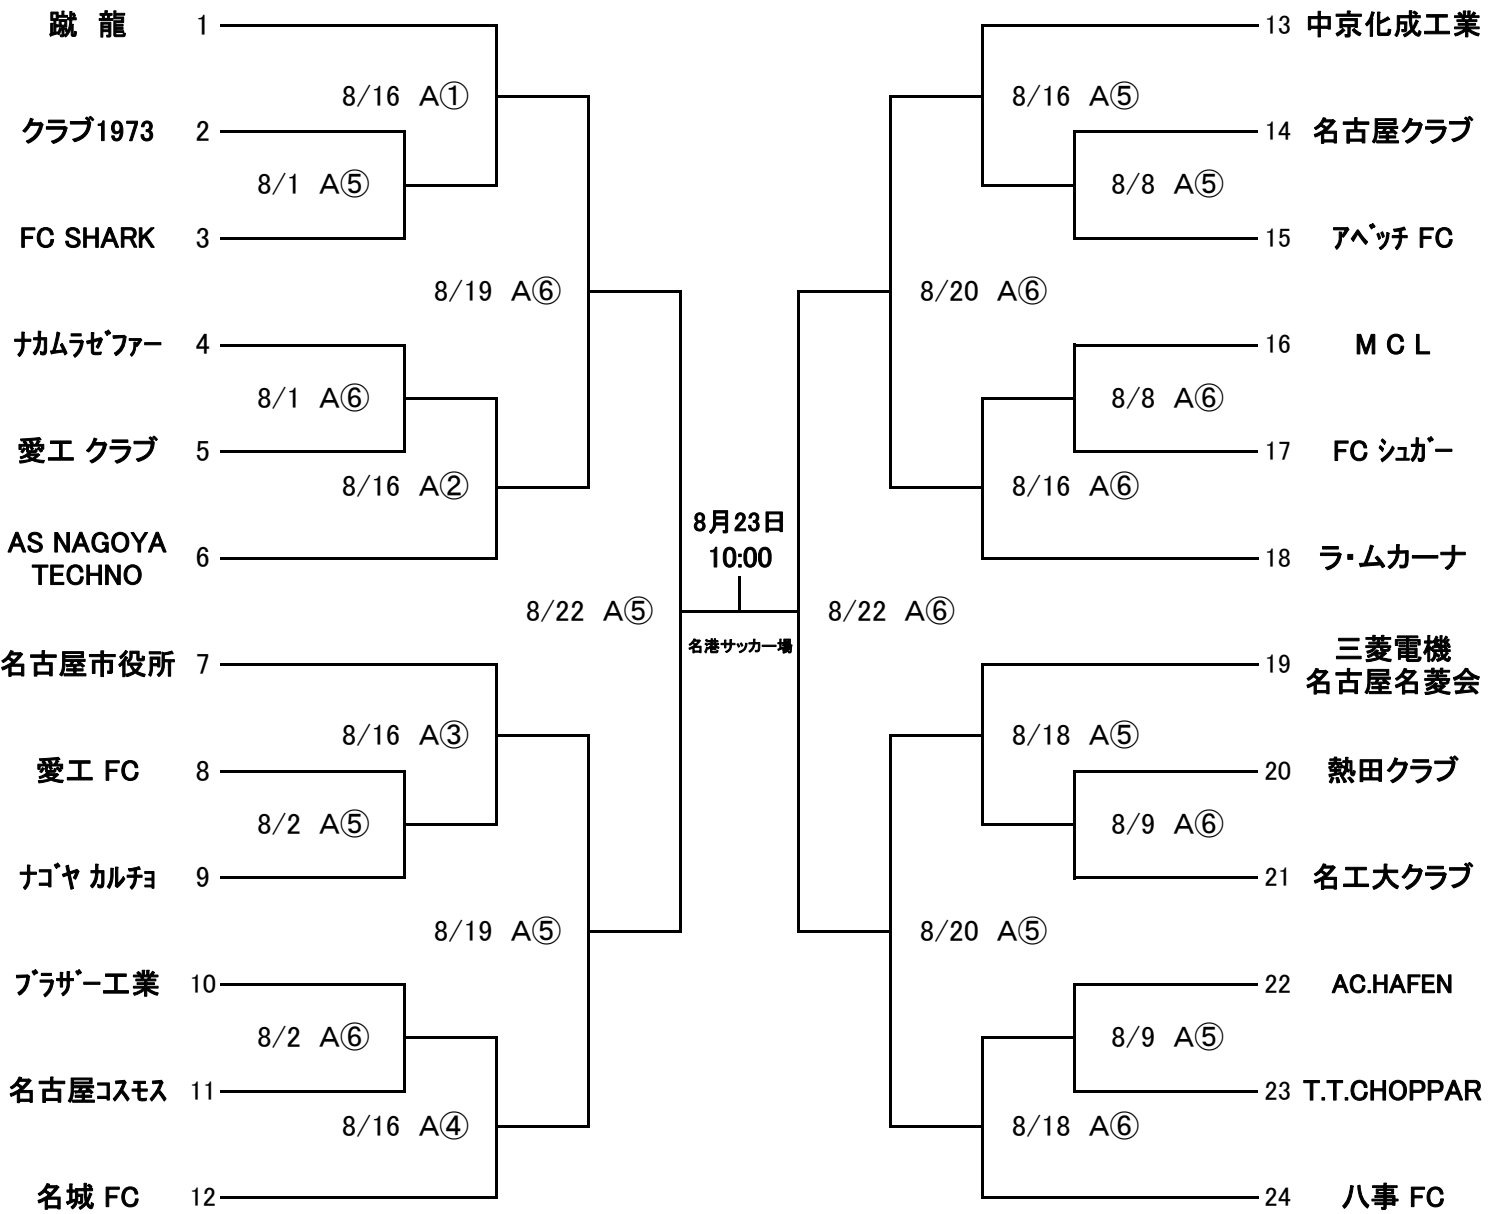 蹴 龍 1
8/16 A①
クラブ1973 2
8/1 A⑤
FC SHARK 3
8/19 A⑥
ﾅｶﾑﾗｾﾞﾌｧｰ 4
8/1 A⑥
愛工 クラブ 5
8/16 A②
AS NAGOYA
TECHNO 6
8/22 A⑤
名古屋市役所 7
8/16 A③
愛工 FC 8
8/2 A⑤
ﾅｺﾞﾔ ｶﾙﾁｮ 9
8/19 A⑤
ﾌﾞﾗｻﾞｰ工業 10
8/2 A⑥
名古屋ｺｽﾓｽ 11
8/16 A④
名城 FC 12
8月23日
10:00
名港サッカー場
13 中京化成工業
8/16 A⑤
14 名古屋クラブ
8/8 A⑤
15 ｱﾍﾞｯﾁ FC
8/20 A⑥
16 M C L
8/8 A⑥
17 FC ｼｭｶﾞｰ
8/16 A⑥
18 ラ・ムカーナ
8/22 A⑥
三菱電機
19 名古屋名菱会
8/18 A⑤
20 熱田クラブ
8/9 A⑥
21 名工大クラブ
8/20 A⑤
22 AC.HAFEN
8/9 A⑤
23 T.T.CHOPPAR
8/18 A⑥
24 八事 FC